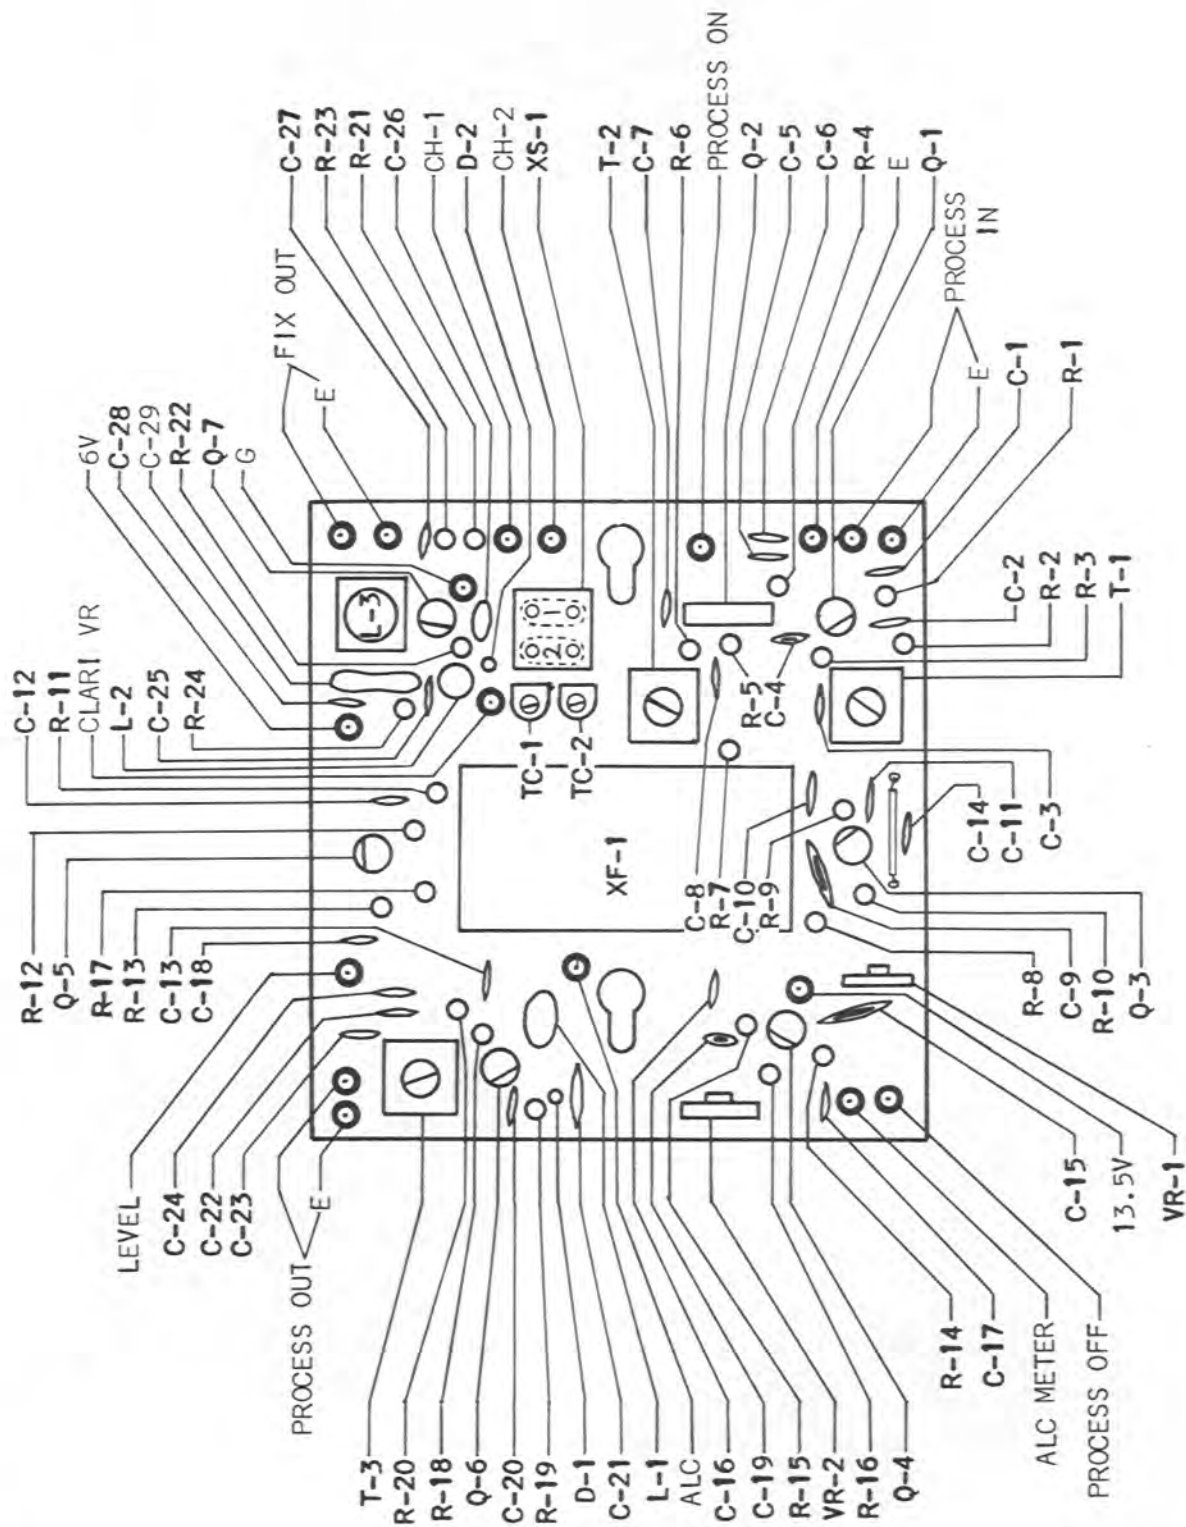 C-27
R-23
R-21
C-26
CH-1
D-2
CH-2
XS-1
T-2
C-7
R-6
PROCESS ON
Q-2
C-5
C-6
R-4
E
Q-1
FIX OUT
E
PROCESS
IN
E
C-1
R-1
6V
C-28
C-29
R-22
Q-7
G
C-2
R-2
R-3
T-1
C-12
R-11
CLARI VR
L-2
C-25
R-24
L-3
1
2
TC-1
TC-2
R-5
C-4
C-14
C-11
C-3
XF-1
C-8
R-7
C-10
R-9
R-12
Q-5
R-17
R-13
C-13
C-18
R-8
C-9
R-10
Q-3
LEVEL
C-24
C-22
C-23
PROCESS OUT
E
C-15
13.5V
VR-1
T-3
R-20
R-18
Q-6
C-20
R-19
D-1
C-21
L-1
ALC
C-16
C-19
R-15
VR-2
R-16
Q-4
R-14
C-17
ALC METER
PROCESS OFF